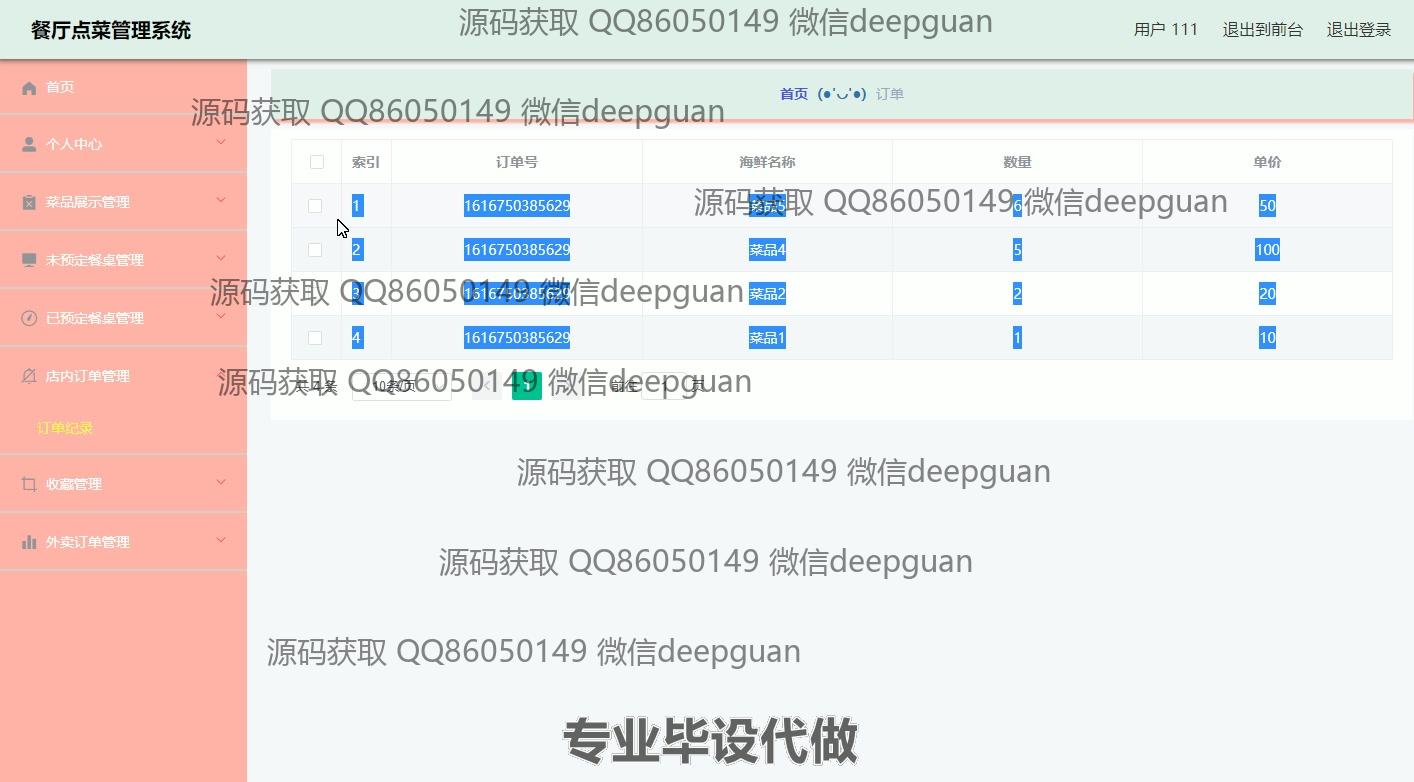 餐厅点菜管理系统
源码获取 QQ86050149 微信deepguan
用户 111 退出到前台 退出登录
首页
首页 (●'◡'●) 订单
源码获取 QQ86050149 微信deepguan
个人中心
索引 订单号 海鲜名称 数量 单价
菜品展示管理
1 1616750385629 菜品5 6 50
源码获取 QQ86050149 微信deepguan
未预定餐桌管理
2 1616750385629 菜品4 5 100
源码获取 QQ86050149 微信deepguan
3 1616750385629 菜品2 2 20
已预定餐桌管理
4 1616750385629 菜品1 1 10
店内订单管理
共 4 条 10条/页 1 前往 1 页
源码获取 QQ86050149 微信deepguan
订单纪录
源码获取 QQ86050149 微信deepguan
收藏管理
外卖订单管理
源码获取 QQ86050149 微信deepguan
源码获取 QQ86050149 微信deepguan
专业毕设代做